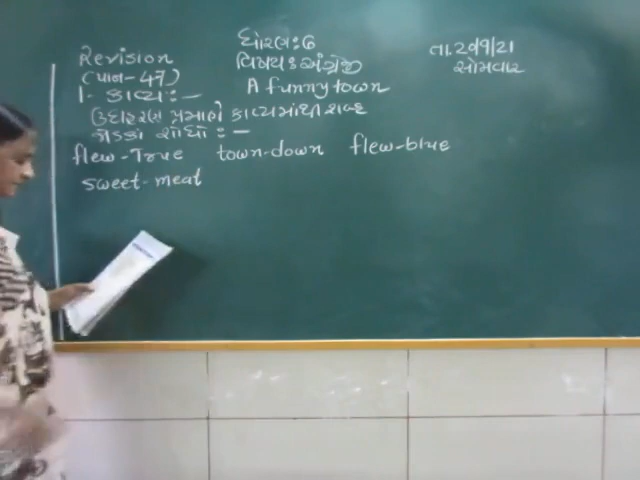 ધોરણ: 6
Revision વિષય: અંગ્રેજી તા. 2/9/21
(પાન-47) A funny town સોમવાર
1. કાવ્ય :-
ઉદાહરણ પ્રમાણે કાવ્યમાંથી શબ્દ
જોડકાં શોધો :-
flew-True town-down flew-blue
sweet-meat